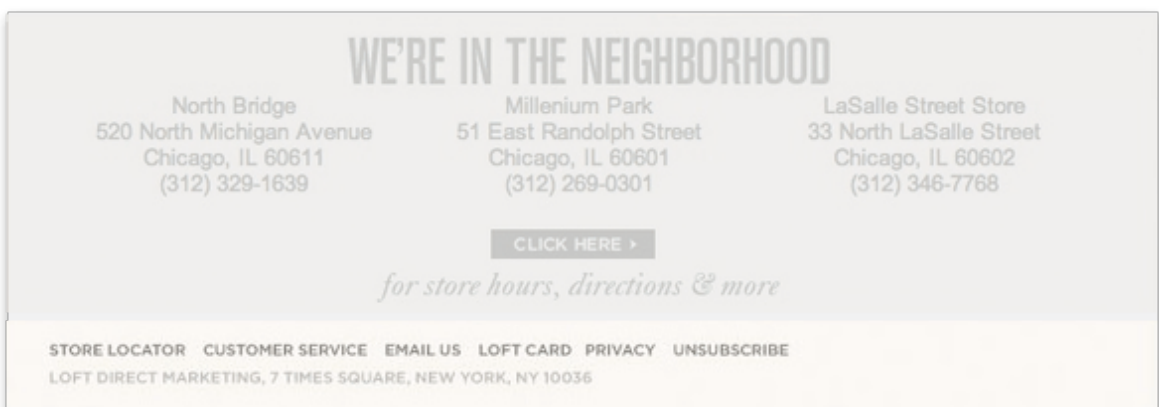 WE'RE IN THE NEIGHBORHOOD
North Bridge
520 North Michigan Avenue
Chicago, IL 60611
(312) 329-1639
Millenium Park
51 East Randolph Street
Chicago, IL 60601
(312) 269-0301
LaSalle Street Store
33 North LaSalle Street
Chicago, IL 60602
(312) 346-7768
CLICK HERE ›
for store hours, directions & more
STORE LOCATOR CUSTOMER SERVICE EMAIL US LOFT CARD PRIVACY UNSUBSCRIBE
LOFT DIRECT MARKETING, 7 TIMES SQUARE, NEW YORK, NY 10036